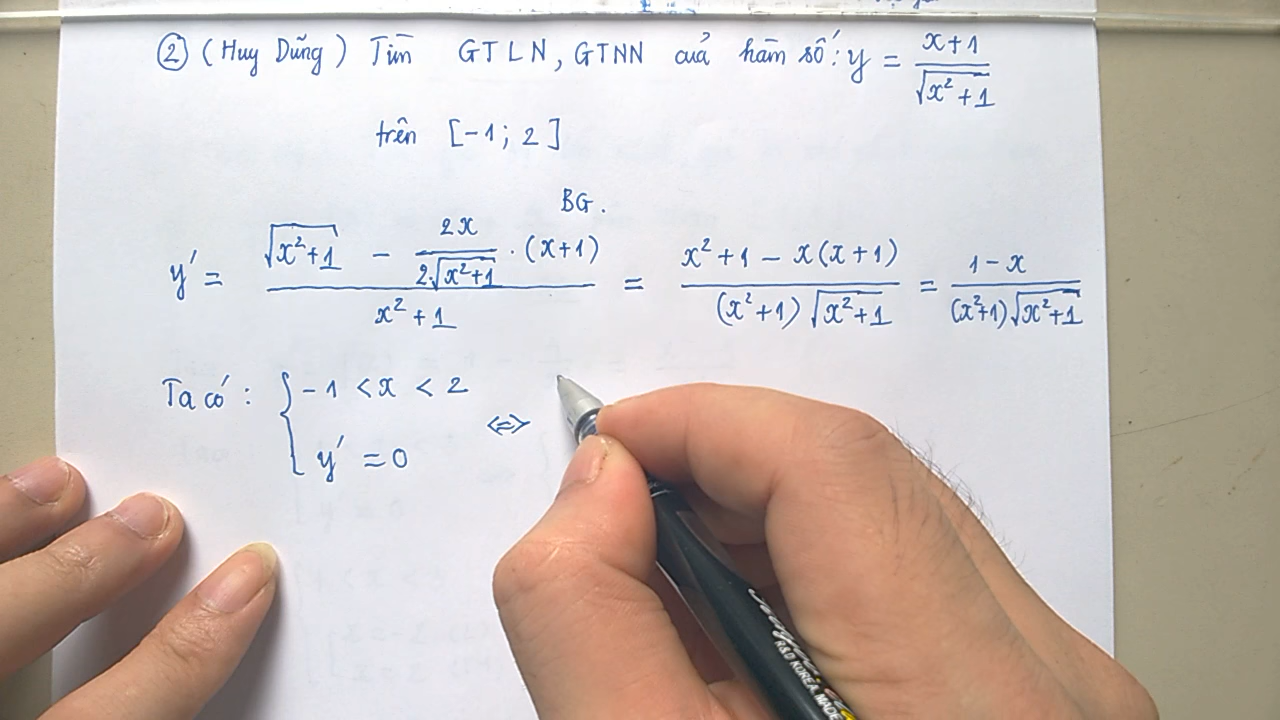 ② (Huy Dũng) Tìm GTLN, GTNN của hàm số: y = (x+1)/√(x²+1)
trên [-1; 2]
BG.
y' = (√(x²+1) - 2x/(2√(x²+1)) · (x+1))/(x²+1) = (x²+1 - x(x+1))/((x²+1)√(x²+1)) = (1-x)/((x²+1)√(x²+1))
Ta có: { -1 < x < 2
y' = 0 ⇔
R&D KOREA, MADE